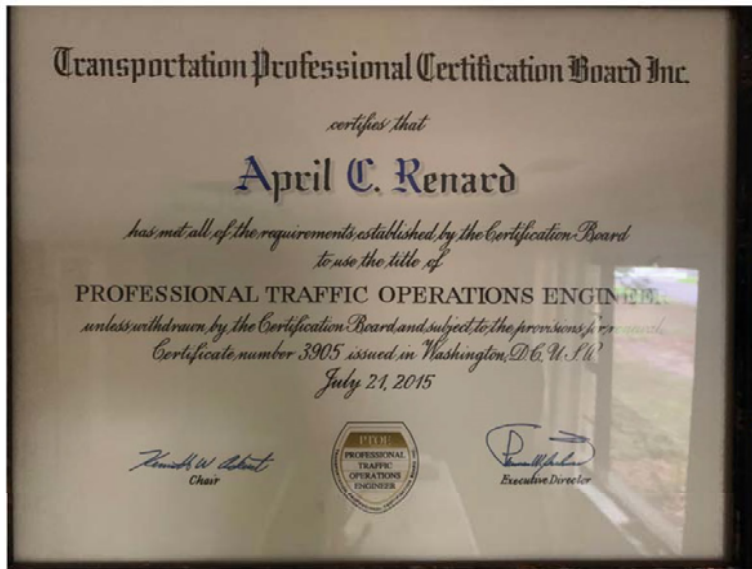 Transportation Professional Certification Board Inc.
certifies that
April C. Renard
has met all of the requirements established by the Certification Board
to use the title of
PROFESSIONAL TRAFFIC OPERATIONS ENGINEER
unless withdrawn by the Certification Board and subject to the provisions for renewal.
Certificate number 3905 issued in Washington, D.C. U.S.A.
July 21, 2015
Chair
PTOE
PROFESSIONAL
TRAFFIC
OPERATIONS
ENGINEER
Executive Director